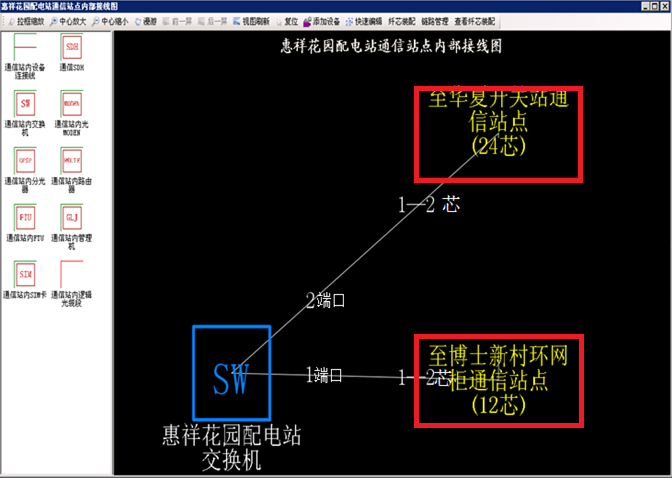 惠祥花园配电站通信站点内部接线图
拉框缩放 中心放大 中心缩小 漫游 前一屏 后一屏 视图刷新 复位 添加设备 快速编辑 纤芯装配 链路管理 查看纤芯装配
通信站内设备
连接线
SDH
通信SDH
SW
通信站内交换
机
MODEN
通信站内光
MODEN
通信站内分光
器
通信站内路由
器
FTU
通信站内FTU
GLJ
通信站内管理
机
SIM
通信站内SIM卡
通信站内逻辑
光缆段
惠祥花园配电站通信站点内部接线图
至华夏开关站通
信站点
(24芯)
1—2 芯
2端口
至博士新村环网
柜通信站点
(12芯)
1端口
1—2芯
SW
惠祥花园配电站
交换机